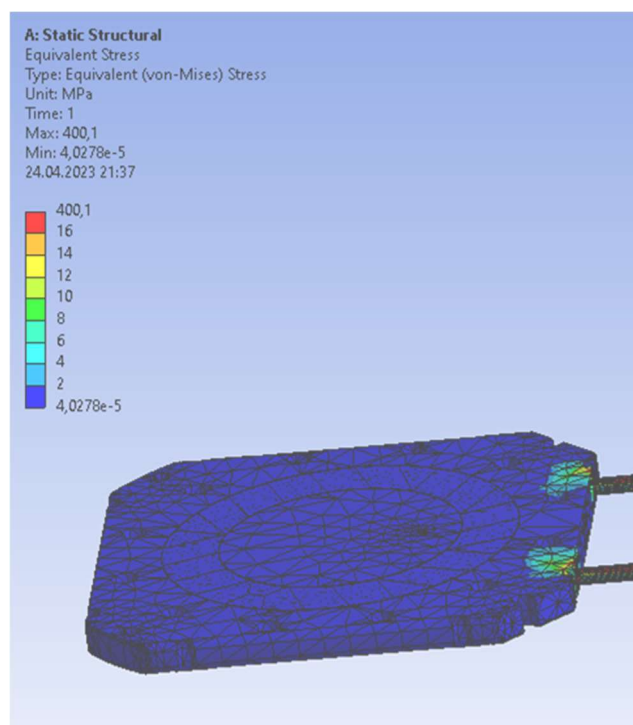 A: Static Structural
Equivalent Stress
Type: Equivalent (von-Mises) Stress
Unit: MPa
Time: 1
Max: 400,1
Min: 4,0278e-5
24.04.2023 21:37
400,1
16
14
12
10
8
6
4
2
4,0278e-5